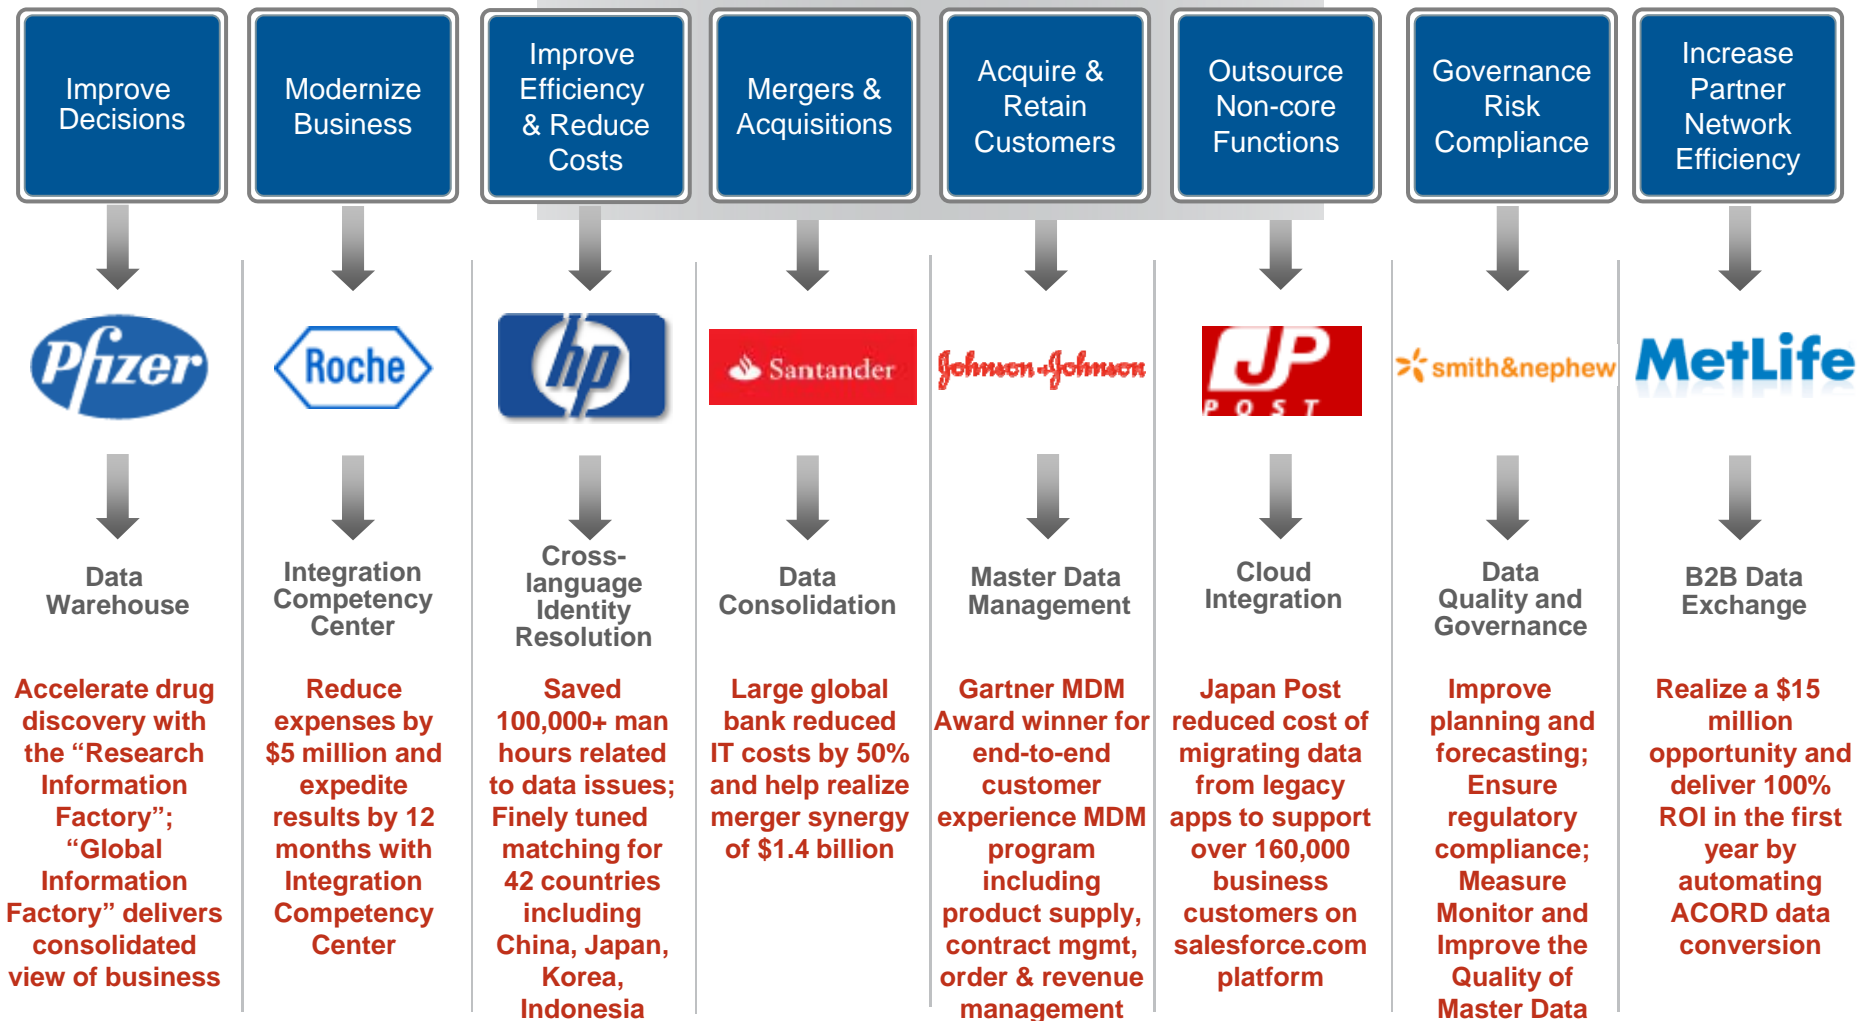 Improve
Decisions
Modernize
Business
Improve
Efficiency
& Reduce
Costs
Mergers &
Acquisitions
Acquire &
Retain
Customers
Outsource
Non-core
Functions
Governance
Risk
Compliance
Increase
Partner
Network
Efficiency
Pfizer
Roche
hp
Santander
Johnson & Johnson
JP
POST
smith&nephew
MetLife
Data
Warehouse
Integration
Competency
Center
Cross-
language
Identity
Resolution
Data
Consolidation
Master Data
Management
Cloud
Integration
Data
Quality and
Governance
B2B Data
Exchange
Accelerate drug
discovery with
the “Research
Information
Factory”;
“Global
Information
Factory” delivers
consolidated
view of business
Reduce
expenses by
$5 million and
expedite
results by 12
months with
Integration
Competency
Center
Saved
100,000+ man
hours related
to data issues;
Finely tuned
matching for
42 countries
including
China, Japan,
Korea,
Indonesia
Large global
bank reduced
IT costs by 50%
and help realize
merger synergy
of $1.4 billion
Gartner MDM
Award winner for
end-to-end
customer
experience MDM
program
including
product supply,
contract mgmt,
order & revenue
management
Japan Post
reduced cost of
migrating data
from legacy
apps to support
over 160,000
business
customers on
salesforce.com
platform
Improve
planning and
forecasting;
Ensure
regulatory
compliance;
Measure
Monitor and
Improve the
Quality of
Master Data
Realize a $15
million
opportunity and
deliver 100%
ROI in the first
year by
automating
ACORD data
conversion